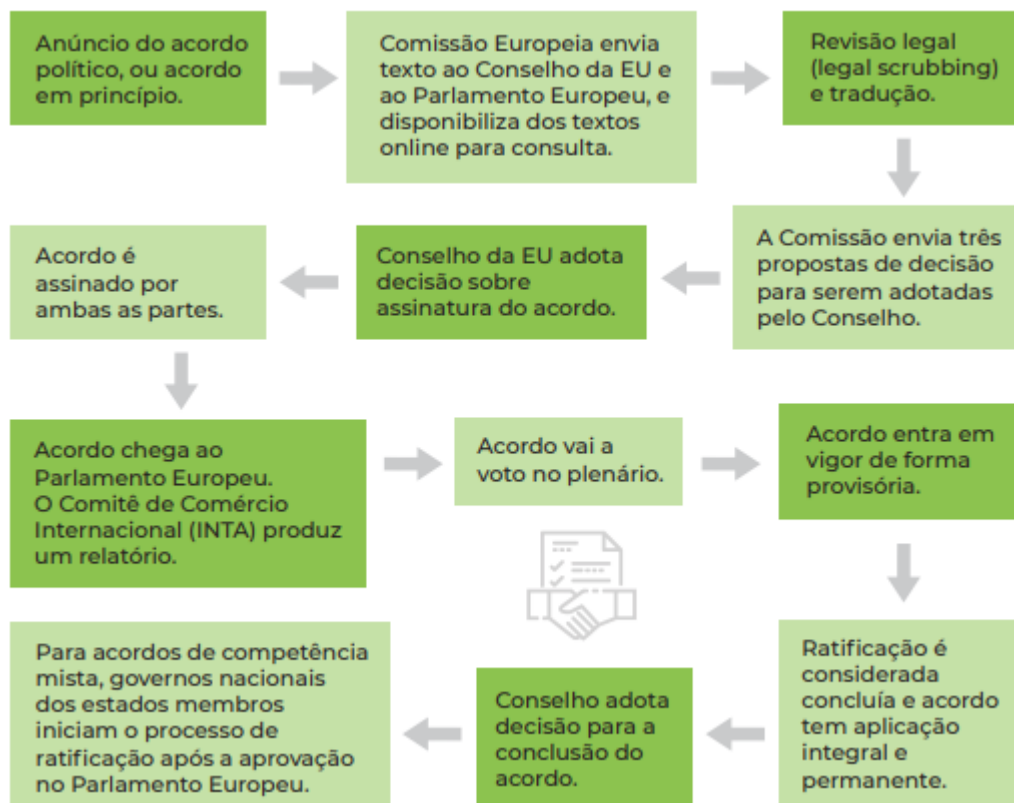 Anúncio do acordo
político, ou acordo
em princípio.
Comissão Europeia envia
texto ao Conselho da EU e
ao Parlamento Europeu, e
disponibiliza dos textos
online para consulta.
Revisão legal
(legal scrubbing)
e tradução.
A Comissão envia três
propostas de decisão
para serem adotadas
pelo Conselho.
Conselho da EU adota
decisão sobre
assinatura do acordo.
Acordo é
assinado por
ambas as partes.
Acordo chega ao
Parlamento Europeu.
O Comitê de Comércio
Internacional (INTA) produz
um relatório.
Acordo vai a
voto no plenário.
Acordo entra em
vigor de forma
provisória.
Ratificação é
considerada
concluía e acordo
tem aplicação
integral e
permanente.
Conselho adota
decisão para a
conclusão do
acordo.
Para acordos de competência
mista, governos nacionais
dos estados membros
iniciam o processo de
ratificação após a aprovação
no Parlamento Europeu.